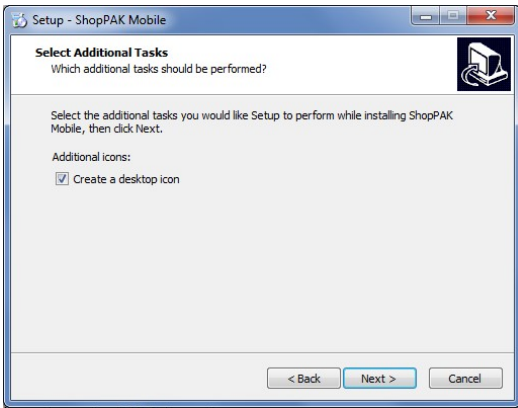 Setup - ShopPAK Mobile
Select Additional Tasks
Which additional tasks should be performed?
Select the additional tasks you would like Setup to perform while installing ShopPAK
Mobile, then click Next.
Additional icons:
Create a desktop icon
< Back Next > Cancel